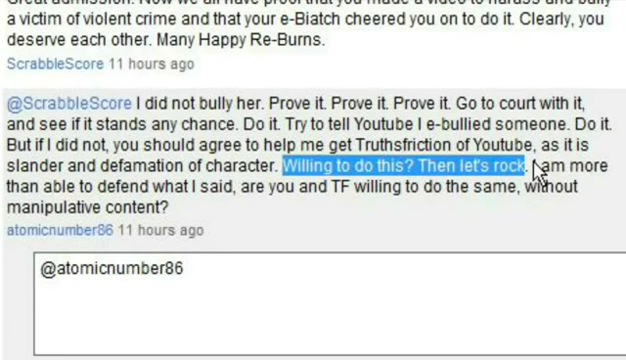 Great admission. Now we all have proof that you made a video to harass and bully
a victim of violent crime and that your e-Biatch cheered you on to do it. Clearly, you
deserve each other. Many Happy Re-Burns.
ScrabbleScore 11 hours ago
@ScrabbleScore I did not bully her. Prove it. Prove it. Prove it. Go to court with it,
and see if it stands any chance. Do it. Try to tell Youtube I e-bullied someone. Do it.
But if I did not, you should agree to help me get Truthsfriction of Youtube, as it is
slander and defamation of character. Willing to do this? Then let's rock. I am more
than able to defend what I said, are you and TF willing to do the same, without
manipulative content?
atomicnumber86 11 hours ago
@atomicnumber86